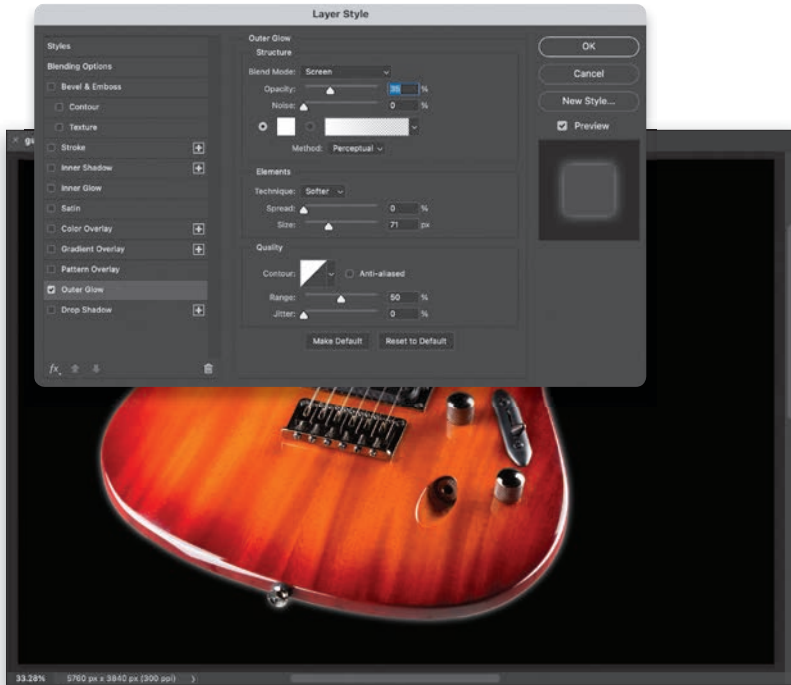 Layer Style
Styles
Blending Options
Bevel & Emboss
Contour
Texture
Stroke
Inner Shadow
Inner Glow
Satin
Color Overlay
Gradient Overlay
Pattern Overlay
Outer Glow
Drop Shadow
fx
Outer Glow
Structure
Blend Mode: Screen
Opacity: 35 %
Noise: 0 %
Method: Perceptual
Elements
Technique: Softer
Spread: 0 %
Size: 71 px
Quality
Contour: Anti-aliased
Range: 50 %
Jitter: 0 %
Make Default Reset to Default
OK
Cancel
New Style...
Preview
33.28% 5760 px x 3840 px (300 ppi)